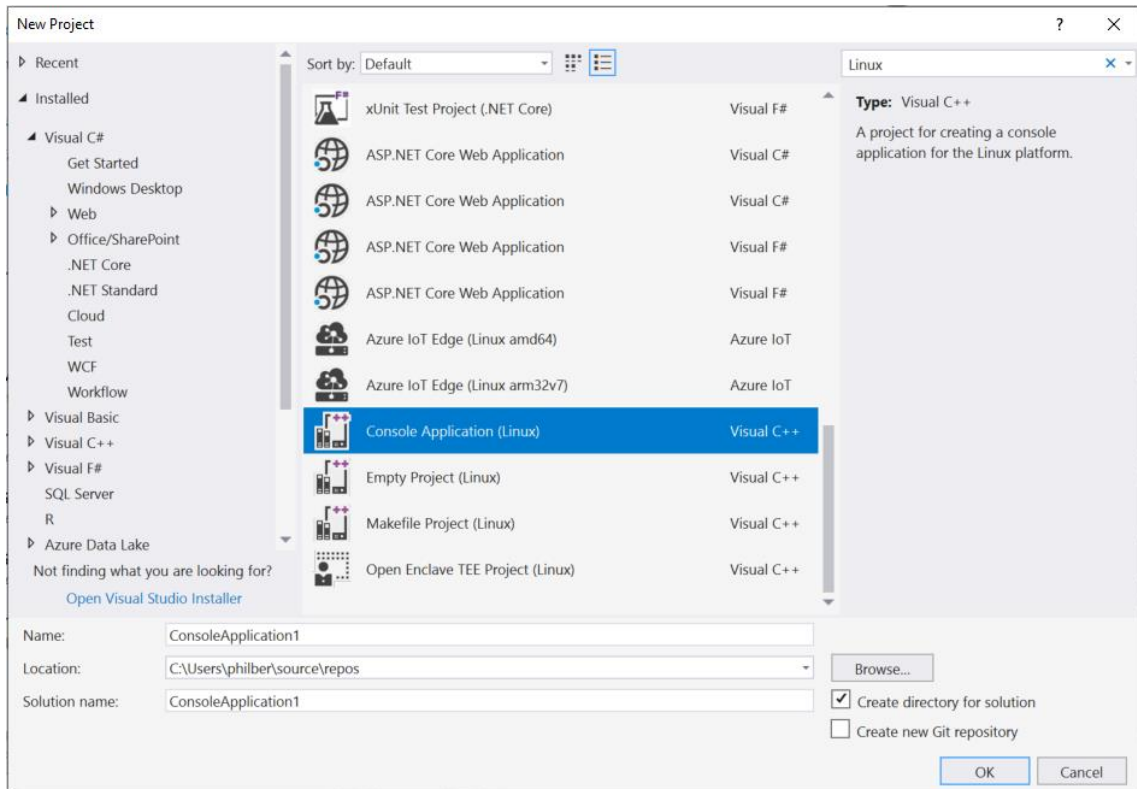 New Project
?
Recent
Installed
Visual C#
Get Started
Windows Desktop
Web
Office/SharePoint
.NET Core
.NET Standard
Cloud
Test
WCF
Workflow
Visual Basic
Visual C++
Visual F#
SQL Server
R
Azure Data Lake
Not finding what you are looking for?
Open Visual Studio Installer
Sort by: Default
xUnit Test Project (.NET Core) Visual F#
ASP.NET Core Web Application Visual C#
ASP.NET Core Web Application Visual C#
ASP.NET Core Web Application Visual F#
ASP.NET Core Web Application Visual F#
Azure IoT Edge (Linux amd64) Azure IoT
Azure IoT Edge (Linux arm32v7) Azure IoT
Console Application (Linux) Visual C++
Empty Project (Linux) Visual C++
Makefile Project (Linux) Visual C++
Open Enclave TEE Project (Linux) Visual C++
Linux
Type: Visual C++
A project for creating a console
application for the Linux platform.
Name: ConsoleApplication1
Location: C:\Users\philber\source\repos
Browse...
Solution name: ConsoleApplication1
Create directory for solution
Create new Git repository
OK Cancel